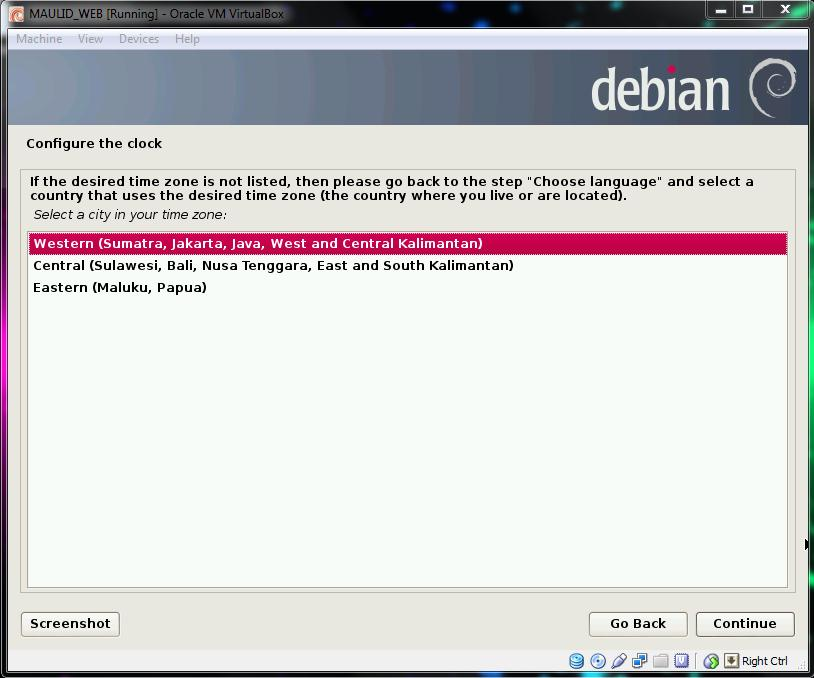 MAULID_WEB [Running] - Oracle VM VirtualBox
Machine View Devices Help
debian
Configure the clock
If the desired time zone is not listed, then please go back to the step "Choose language" and select a
country that uses the desired time zone (the country where you live or are located).
Select a city in your time zone:
Western (Sumatra, Jakarta, Java, West and Central Kalimantan)
Central (Sulawesi, Bali, Nusa Tenggara, East and South Kalimantan)
Eastern (Maluku, Papua)
Screenshot Go Back Continue
Right Ctrl